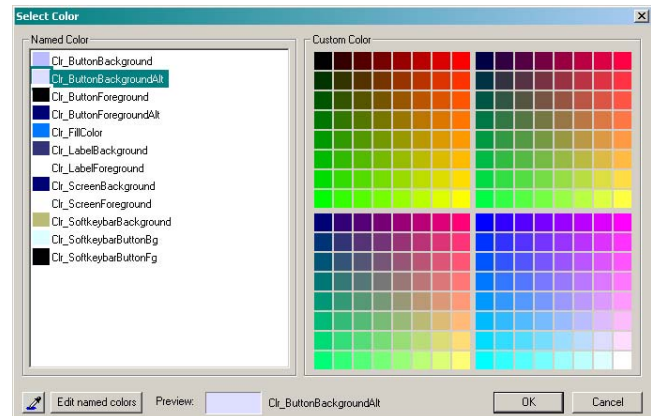 Select Color
Named Color
Clr_ButtonBackground
Clr_ButtonBackgroundAlt
Clr_ButtonForeground
Clr_ButtonForegroundAlt
Clr_FillColor
Clr_LabelBackground
Clr_LabelForeground
Clr_ScreenBackground
Clr_ScreenForeground
Clr_SoftkeybarBackground
Clr_SoftkeybarButtonBg
Clr_SoftkeybarButtonFg
Custom Color
Edit named colors Preview: Clr_ButtonBackgroundAlt OK Cancel